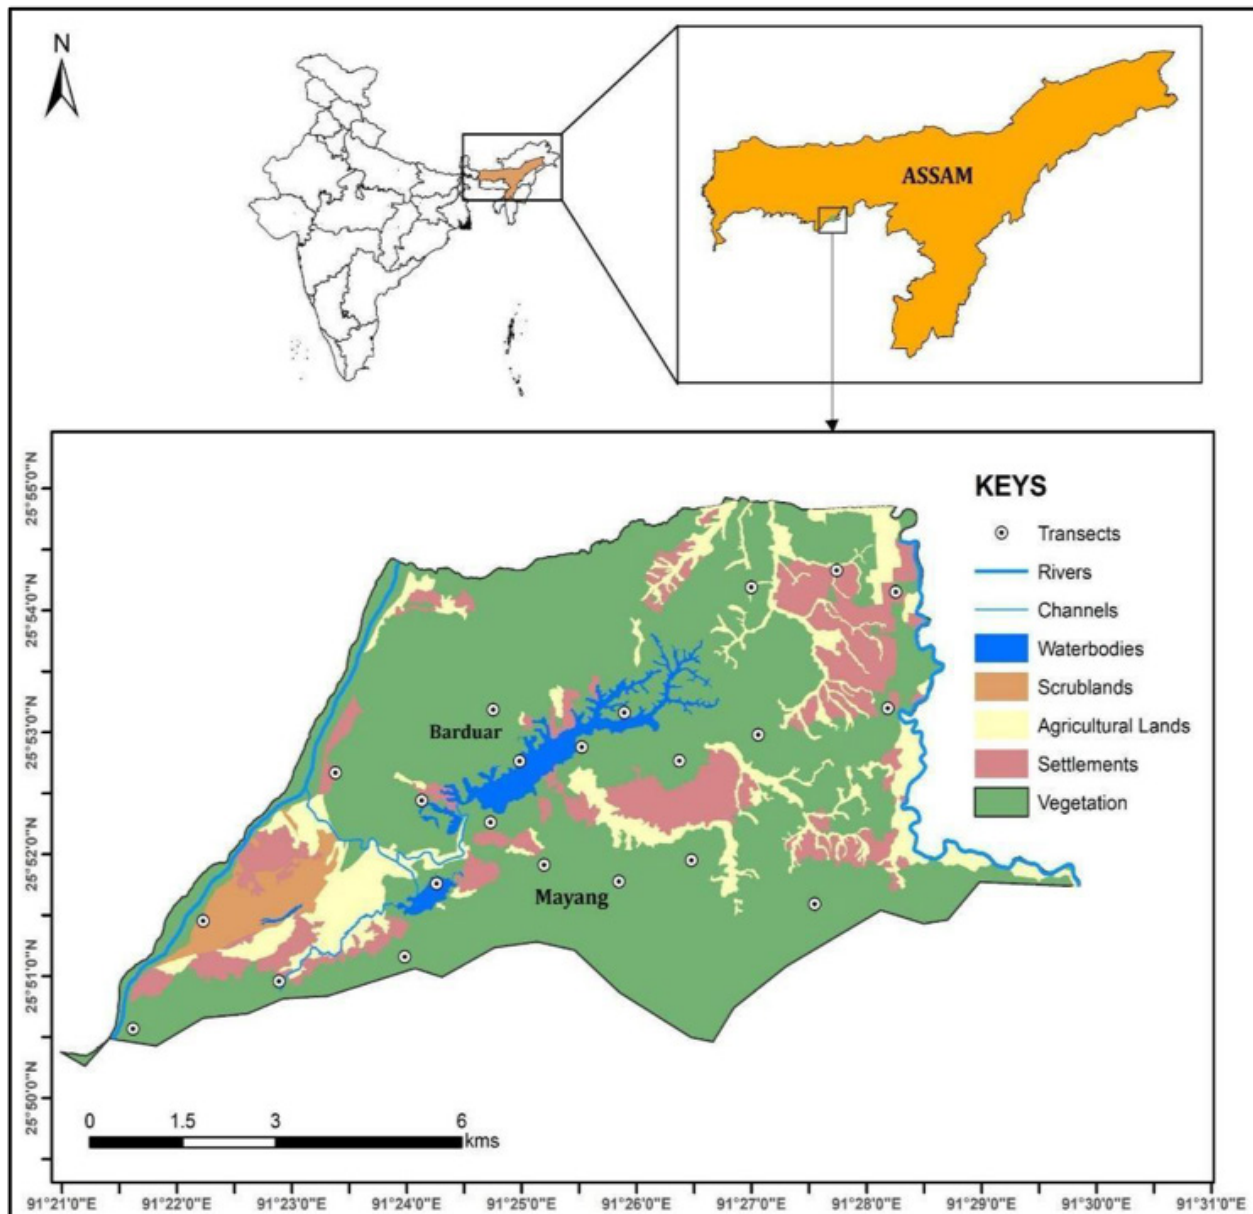 N
ASSAM
KEYS
Transects
Rivers
Channels
Waterbodies
Scrublands
Agricultural Lands
Settlements
Vegetation
Barduar
Mayang
25°55'0"N
25°54'0"N
25°53'0"N
25°52'0"N
25°51'0"N
25°50'0"N
0 1.5 3 6
kms
91°21'0"E 91°22'0"E 91°23'0"E 91°24'0"E 91°25'0"E 91°26'0"E 91°27'0"E 91°28'0"E 91°29'0"E 91°30'0"E 91°31'0"E